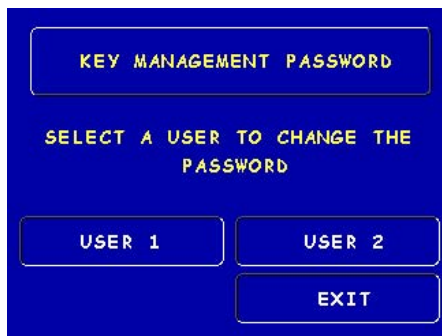 KEY MANAGEMENT PASSWORD
SELECT A USER TO CHANGE THE
PASSWORD
USER 1
USER 2
EXIT